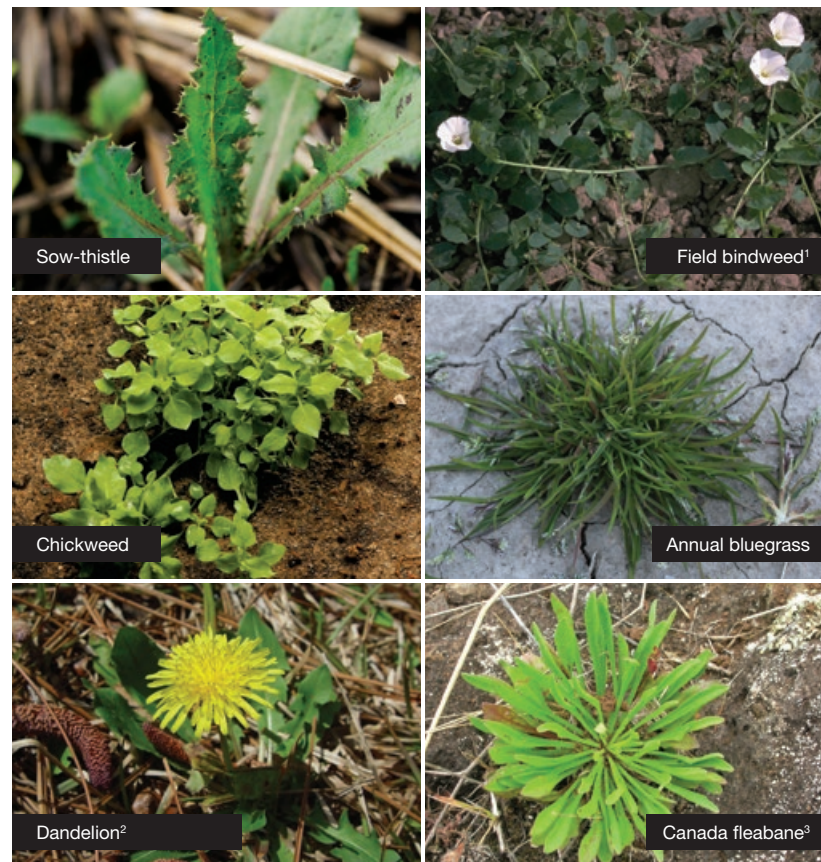 Sow-thistle
Field bindweed¹
Chickweed
Annual bluegrass
Dandelion²
Canada fleabane³